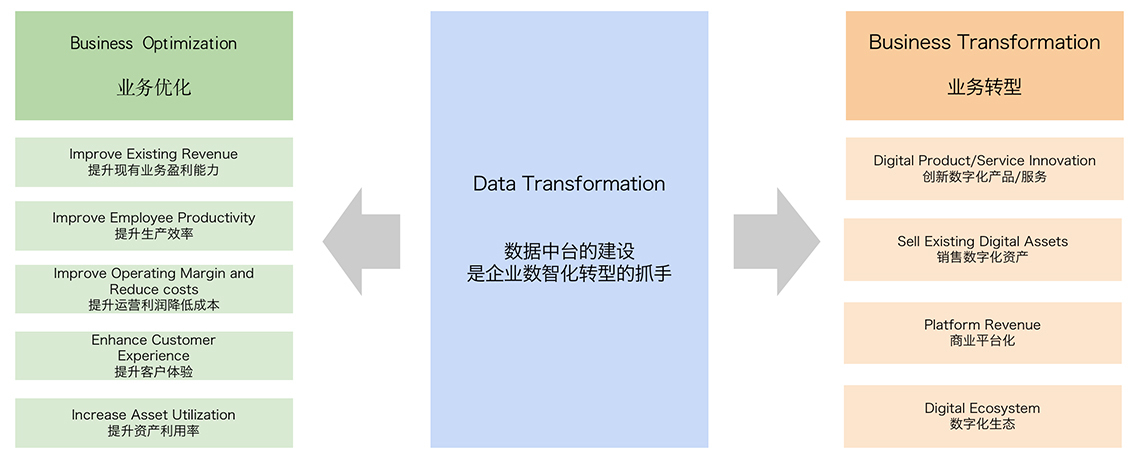 Business Optimization
业务优化
Improve Existing Revenue
提升现有业务盈利能力
Improve Employee Productivity
提升生产效率
Improve Operating Margin and
Reduce costs
提升运营利润降低成本
Enhance Customer
Experience
提升客户体验
Increase Asset Utilization
提升资产利用率
Data Transformation
数据中台的建设
是企业数智化转型的抓手
Business Transformation
业务转型
Digital Product/Service Innovation
创新数字化产品/服务
Sell Existing Digital Assets
销售数字化资产
Platform Revenue
商业平台化
Digital Ecosystem
数字化生态